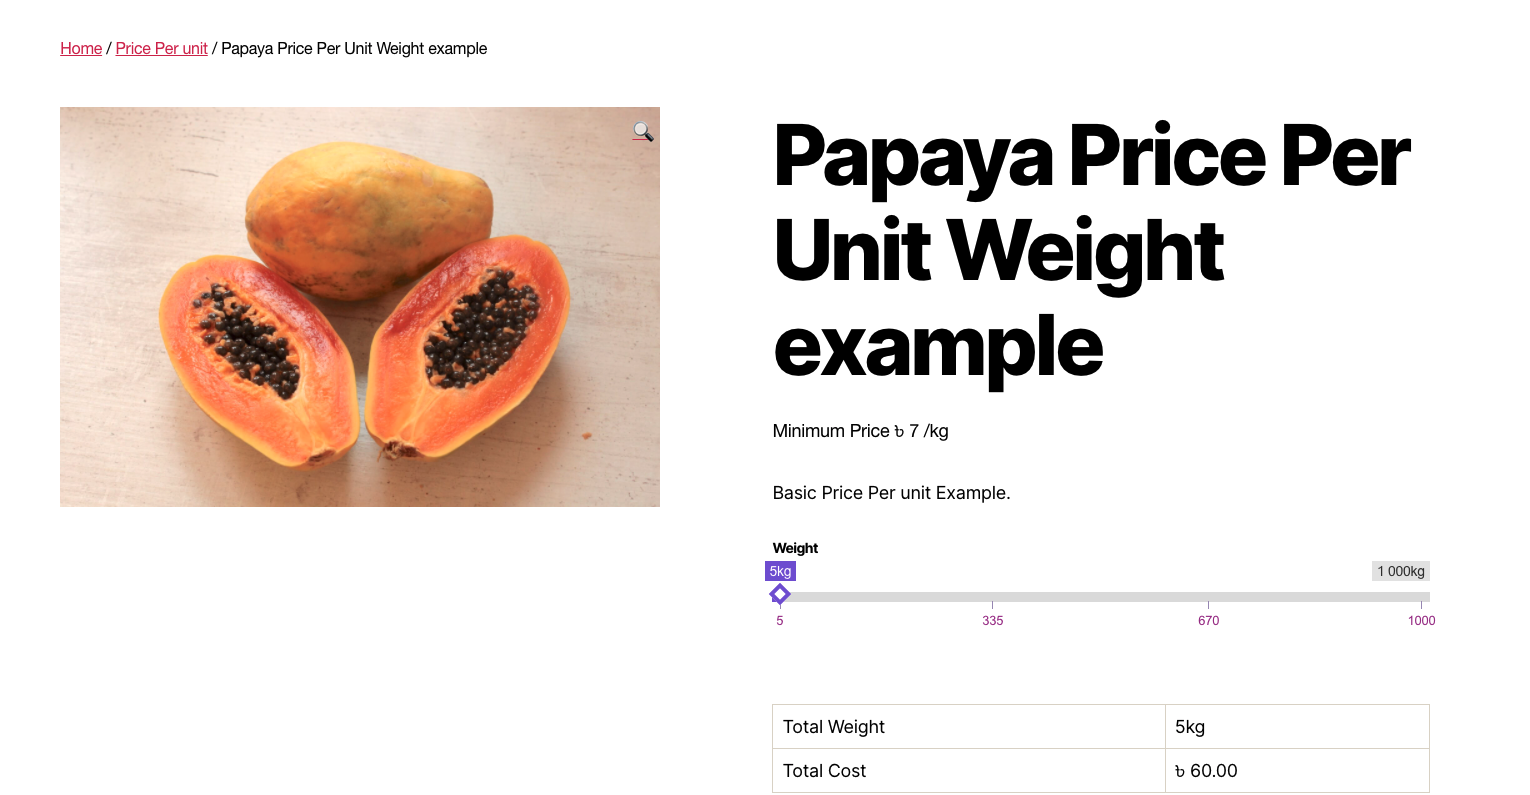 Home / Price Per unit / Papaya Price Per Unit Weight example
Papaya Price Per
Unit Weight
example
Minimum Price ৳ 7 /kg
Basic Price Per unit Example.
Weight
5kg 1 000kg
5 335 670 1000
Total Weight 5kg
Total Cost ৳ 60.00